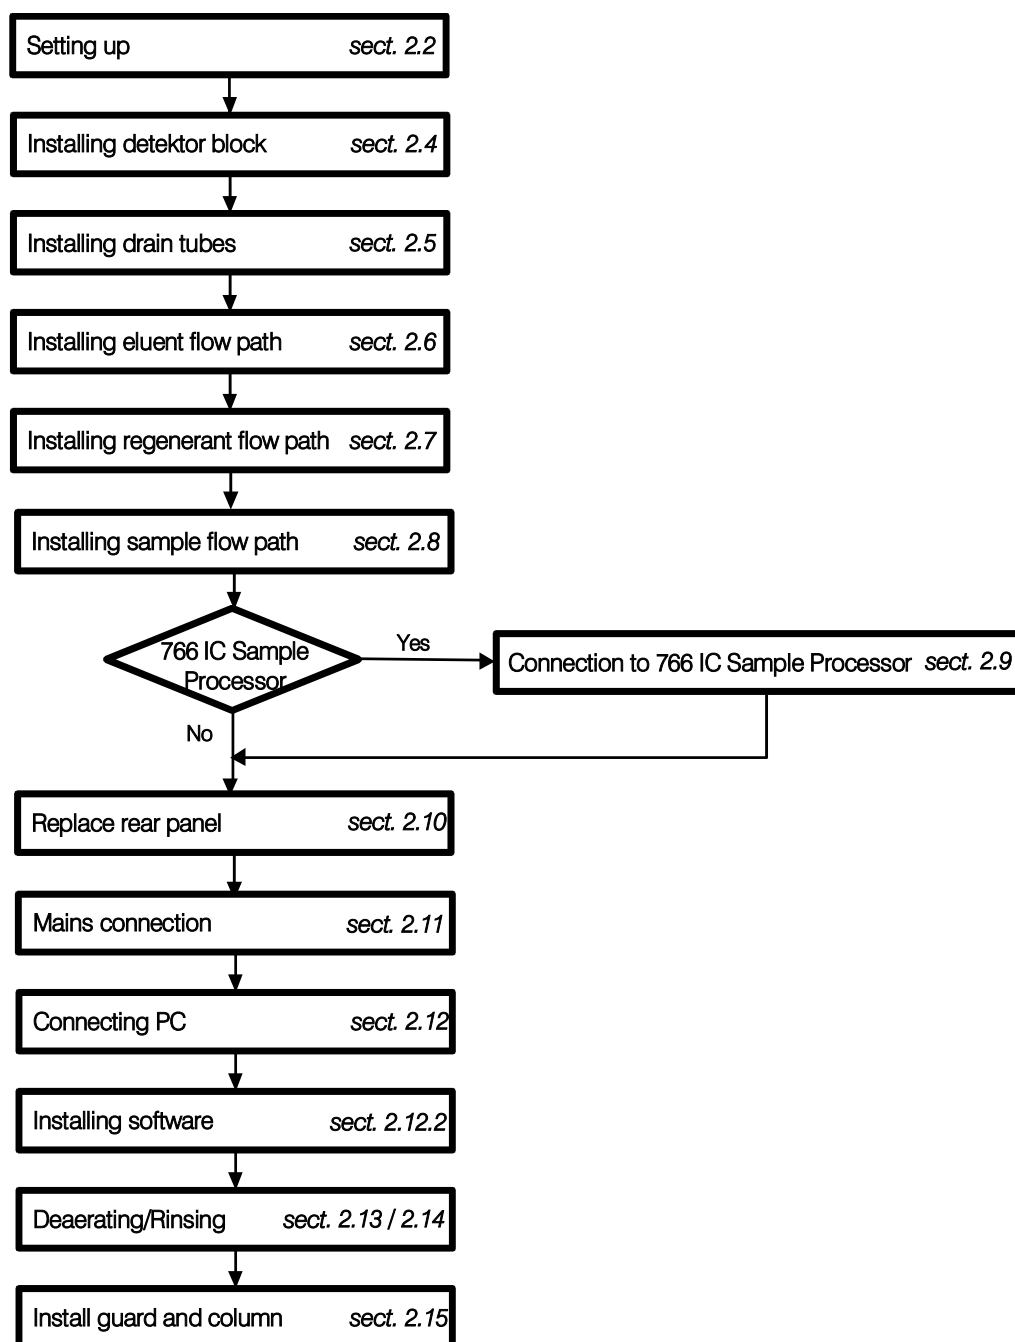 Setting up sect. 2.2
Installing detektor block sect. 2.4
Installing drain tubes sect. 2.5
Installing eluent flow path sect. 2.6
Installing regenerant flow path sect. 2.7
Installing sample flow path sect. 2.8
766 IC Sample
Processor
Yes
Connection to 766 IC Sample Processor sect. 2.9
No
Replace rear panel sect. 2.10
Mains connection sect. 2.11
Connecting PC sect. 2.12
Installing software sect. 2.12.2
Deaerating/Rinsing sect. 2.13 / 2.14
Install guard and column sect. 2.15